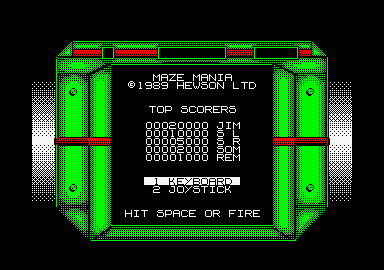 MAZE MANIA
©1989 HEWSON LTD
TOP SCORERS
00020000 JIM
00010000
00005000
00002000
00001000 REM
1 KEYBOARD
2 JOYSTICK
HIT SPACE OR FIRE